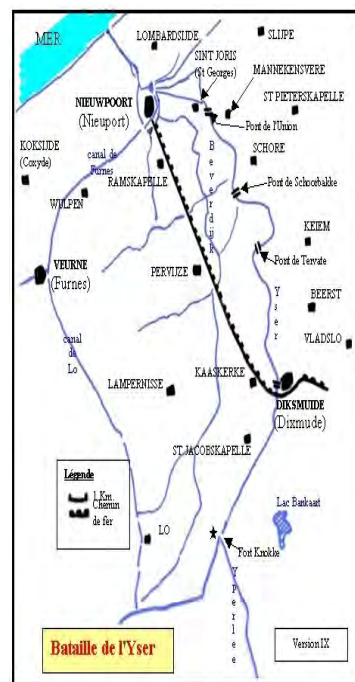 MER
LOMBARDSIJDE
SLIJPE
SINT JORIS
(St Georges)
MANNEKENSVERE
NIEUWPOORT
(Nieuport)
ST PIETERSKAPELLE
Pont de l'Union
KOKSIJDE
(Coxyde)
canal de
Furnes
SCHORE
RAMSKAPELLE
Beverdijk
Pont de Schoorbakke
WULPEN
KEIEM
Pont de Tervate
VEURNE
(Furnes)
PERVIJZE
Yser
BEERST
VLADSLO
canal
de
Lo
KAASKERKE
LAMPERNISSE
DIKSMUIDE
(Dixmude)
ST JACOBSKAPELLE
Légende
1 Km.
Chemin
de fer
Lac Bankaart
LO
Fort Knokke
Yperlee
Bataille de l'Yser
Version IX